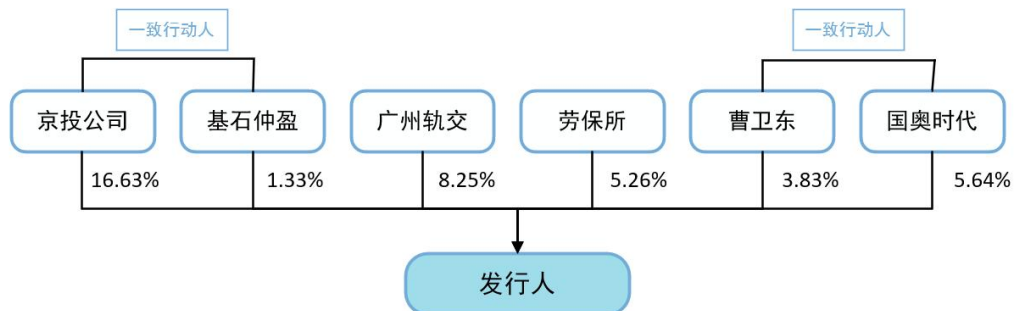 一致行动人
一致行动人
京投公司
基石仲盈
广州轨交
劳保所
曹卫东
国奥时代
16.63%
1.33%
8.25%
5.26%
3.83%
5.64%
发行人